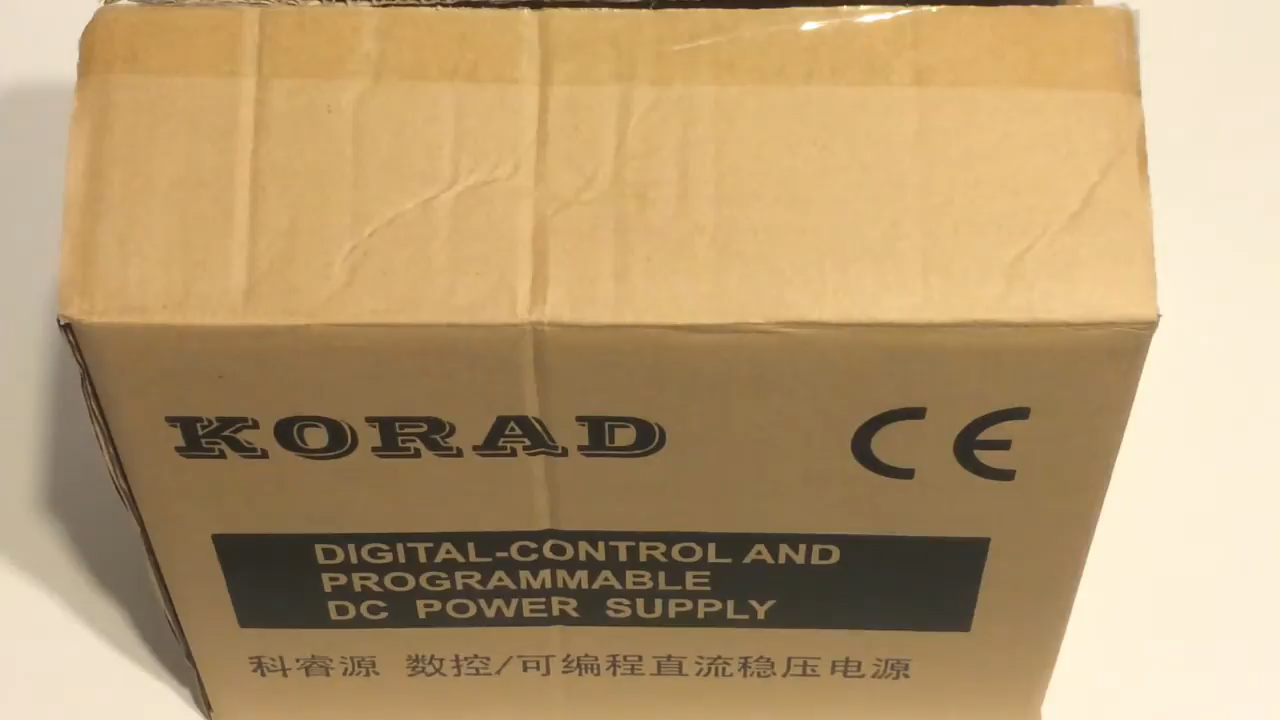 KORAD CE
DIGITAL-CONTROL AND
PROGRAMMABLE
DC POWER SUPPLY
科睿源 数控/可编程直流稳压电源